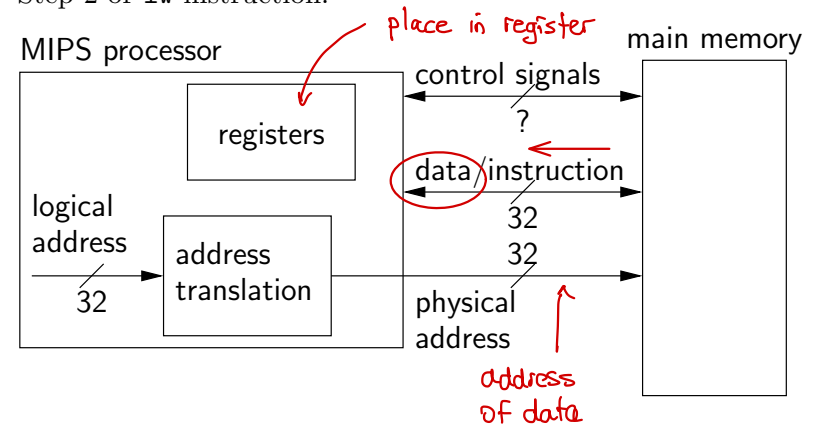 Step 2 of lw instruction:
place in register
MIPS processor
main memory
control signals
?
registers
data/instruction
32
logical
address
32
address
translation
32
physical
address
address
of data